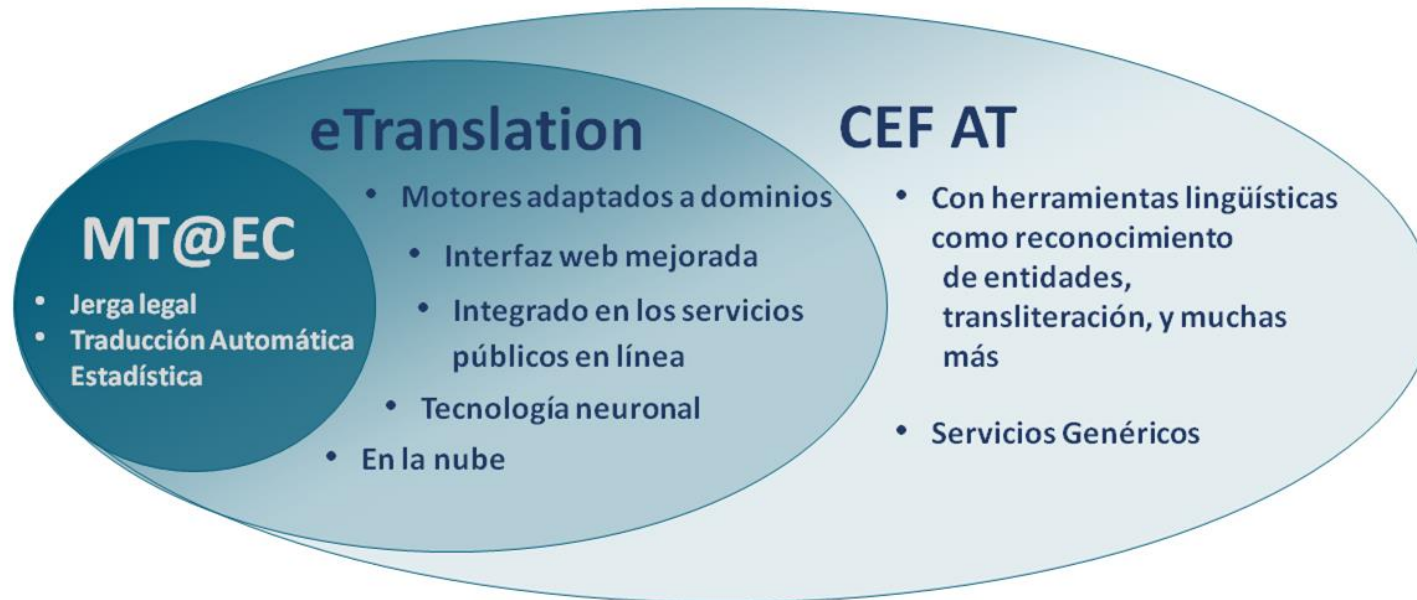 MT@EC
• Jerga legal
• Traducción Automática
Estadística
eTranslation
• Motores adaptados a dominios
• Interfaz web mejorada
• Integrado en los servicios
públicos en línea
• Tecnología neuronal
• En la nube
CEF AT
• Con herramientas lingüísticas
como reconocimiento
de entidades,
transliteración, y muchas
más
• Servicios Genéricos